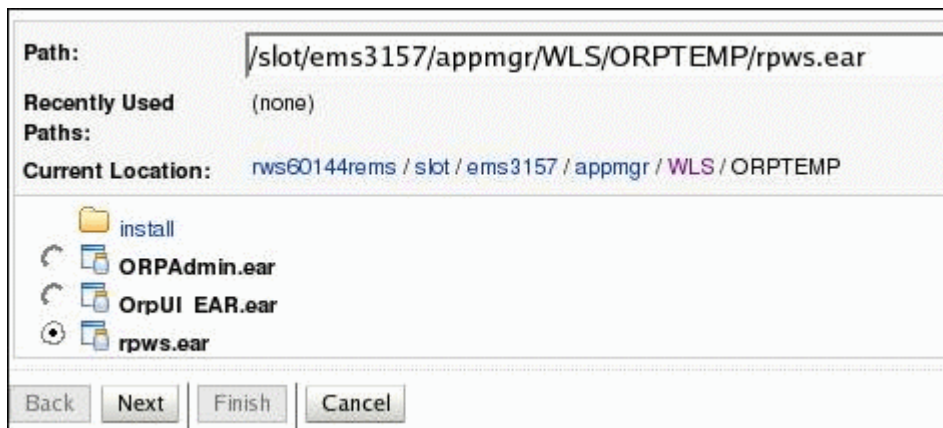 Path: /slot/ems3157/appmgr/WLS/ORPTEMP/rpws.ear
Recently Used Paths: (none)
Current Location: rws60144rems / slot / ems3157 / appmgr / WLS / ORPTEMP
install
ORPAdmin.ear
OrpUI EAR.ear
rpws.ear
Back Next Finish Cancel